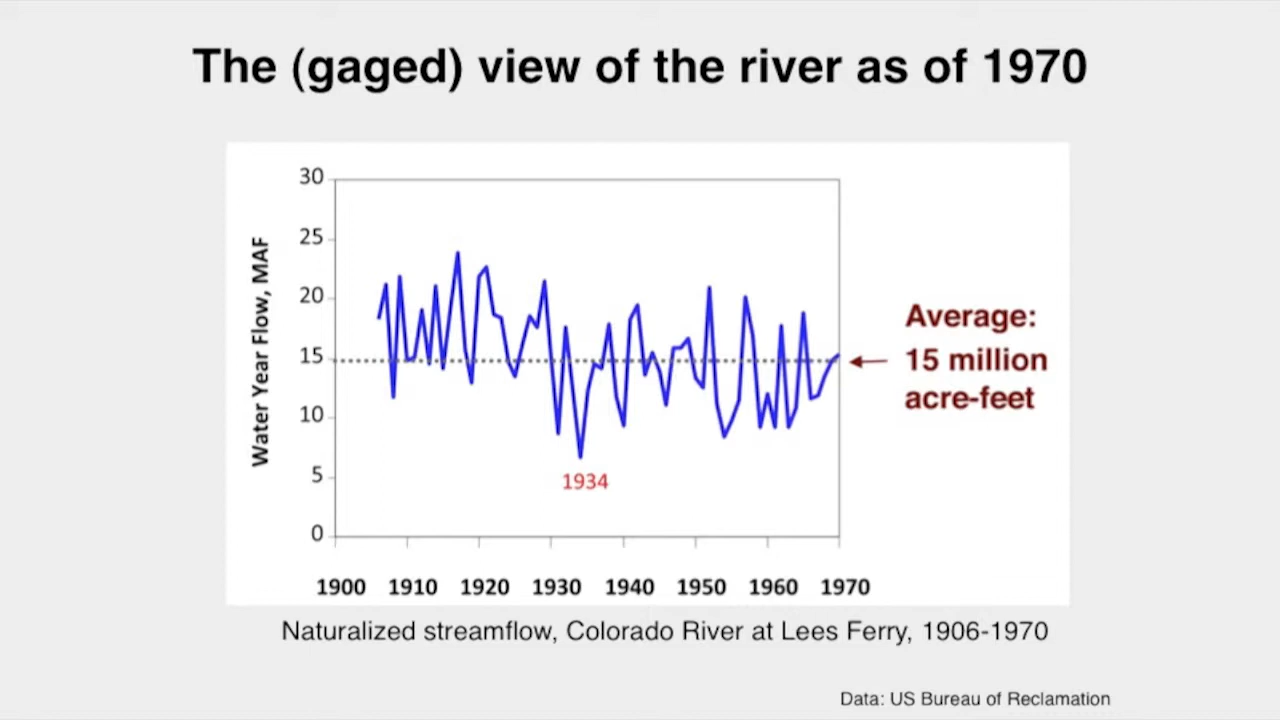 The (gaged) view of the river as of 1970
30
25
20
15
10
5
0
Water Year Flow, MAF
1934
1900 1910 1920 1930 1940 1950 1960 1970
Average:
15 million
acre-feet
Naturalized streamflow, Colorado River at Lees Ferry, 1906-1970
Data: US Bureau of Reclamation